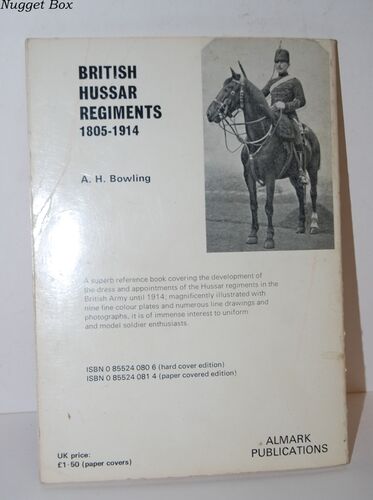 Nugget Box
BRITISH
HUSSAR
REGIMENTS
1805-1914
A. H. Bowling
A superb reference book covering the development of
the dress and appointments of the Hussar regiments in the
British Army until 1914; magnificently illustrated with
nine fine colour plates and numerous line drawings and
photographs, it is of immense interest to uniform
and model soldier enthusiasts.
ISBN 0 85524 080 6 (hard cover edition)
ISBN 0 85524 081 4 (paper covered edition)
UK price:
£1·50 (paper covers)
ALMARK
PUBLICATIONS